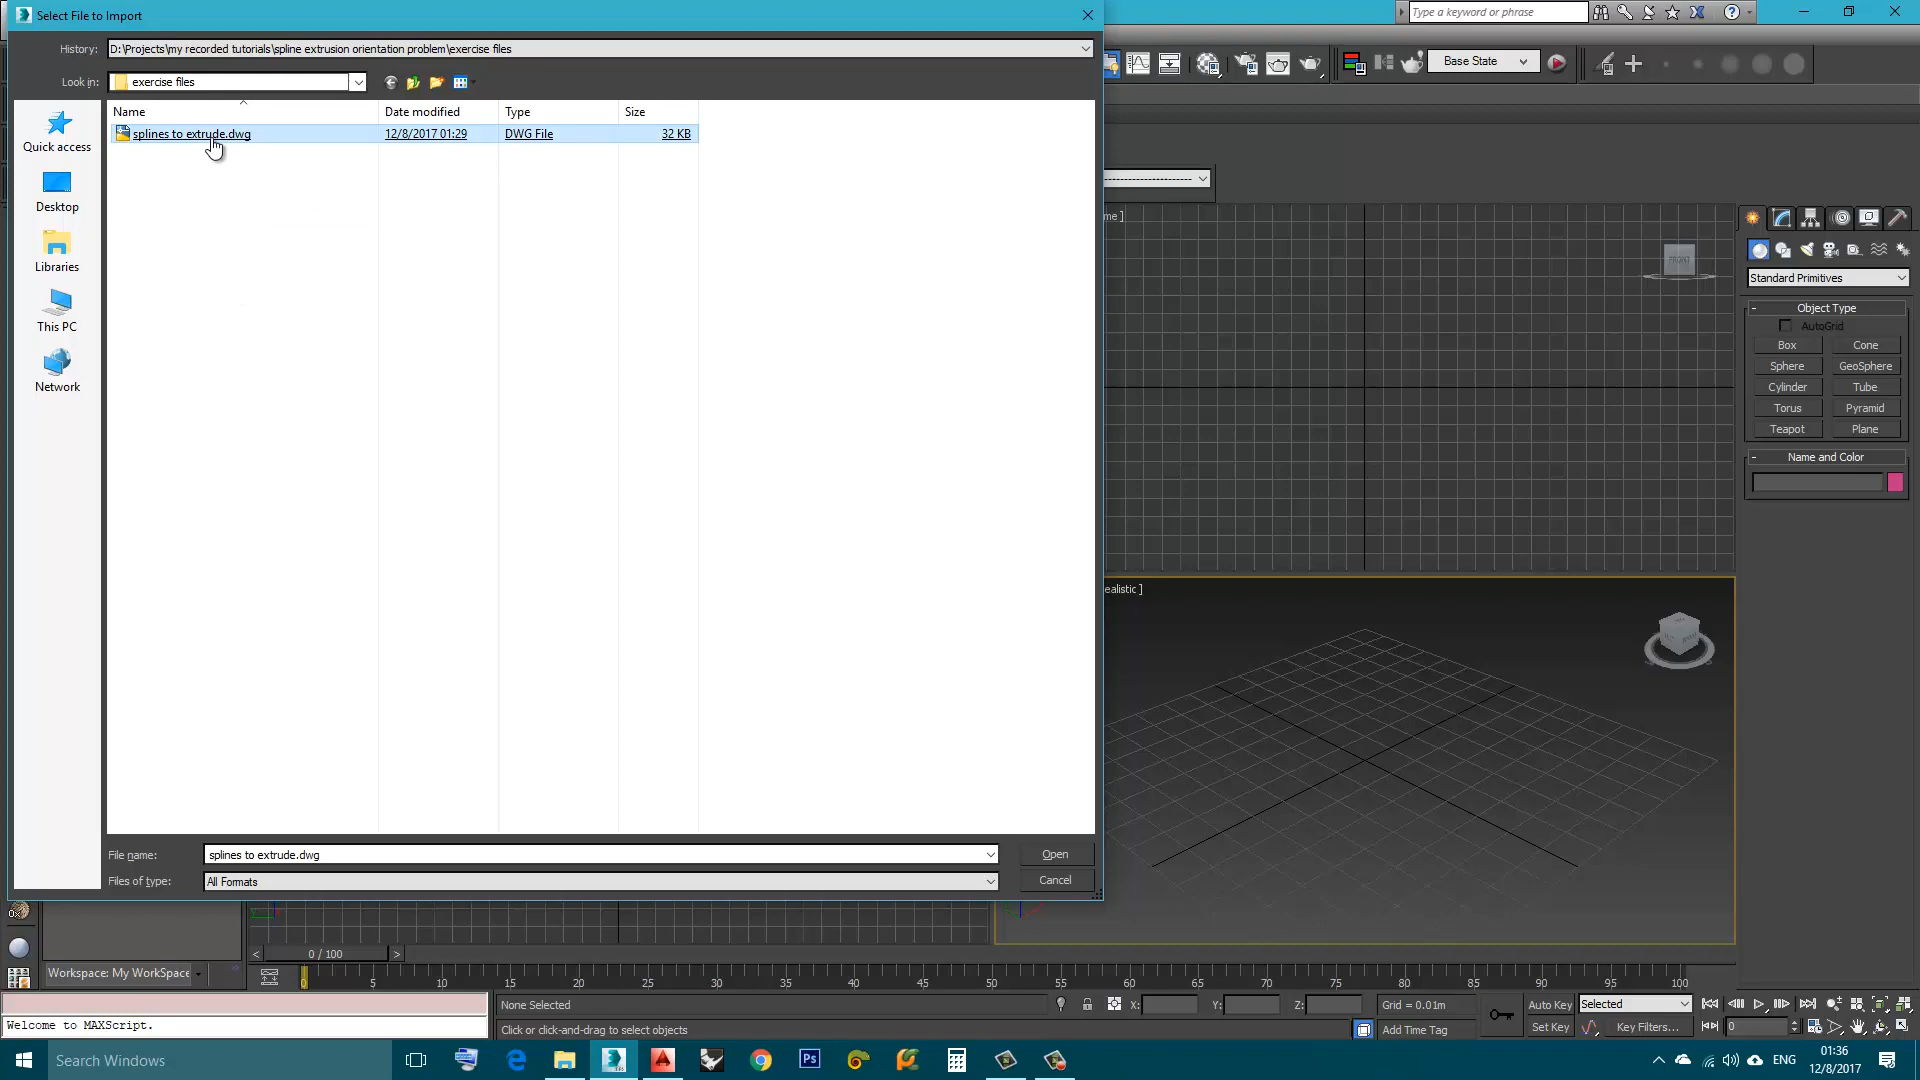 Select File to Import
Type a keyword or phrase
History: D:\Projects\my recorded tutorials\spline extrusion orientation problem\exercise files
Look in: exercise files
Base State
Name Date modified Type Size
splines to extrude.dwg 12/8/2017 01:29 DWG File 32 KB
Quick access
Desktop
Libraries
This PC
Network
me ]
FRONT
Standard Primitives
- Object Type
AutoGrid
Box Cone
Sphere GeoSphere
Cylinder Tube
Torus Pyramid
Teapot Plane
- Name and Color
ealistic ]
File name: splines to extrude.dwg Open
Files of type: All Formats Cancel
< 0 / 100 >
Workspace: My WorkSpace
0 5 10 15 20 25 30 35 40 45 50 55 60 65 70 75 80 85 90 95 100
None Selected X: Y: Z: Grid = 0.01m Auto Key Selected
Welcome to MAXScript. Click or click-and-drag to select objects Add Time Tag Set Key Key Filters... 0
Search Windows
Ps
ENG
01:36
12/8/2017